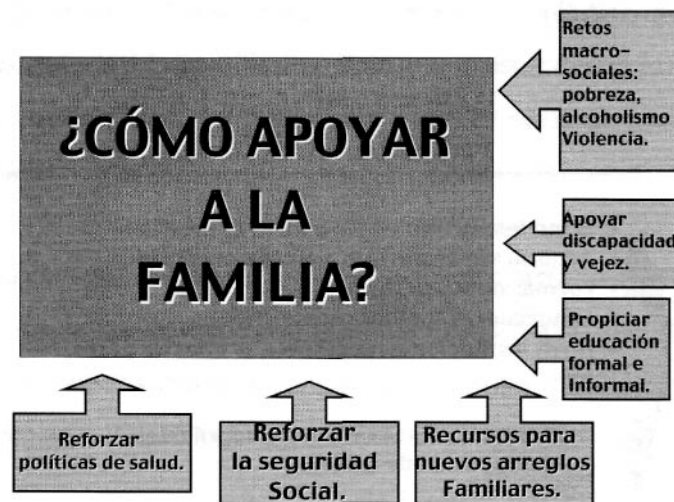 ¿CÓMO APOYAR
A LA
FAMILIA?
Retos
macro-
sociales:
pobreza,
alcoholismo
Violencia.
Apoyar
discapacidad
y vejez.
Propiciar
educación
formal e
Informal.
Reforzar
políticas de salud.
Reforzar
la seguridad
Social.
Recursos para
nuevos arreglos
Familiares.